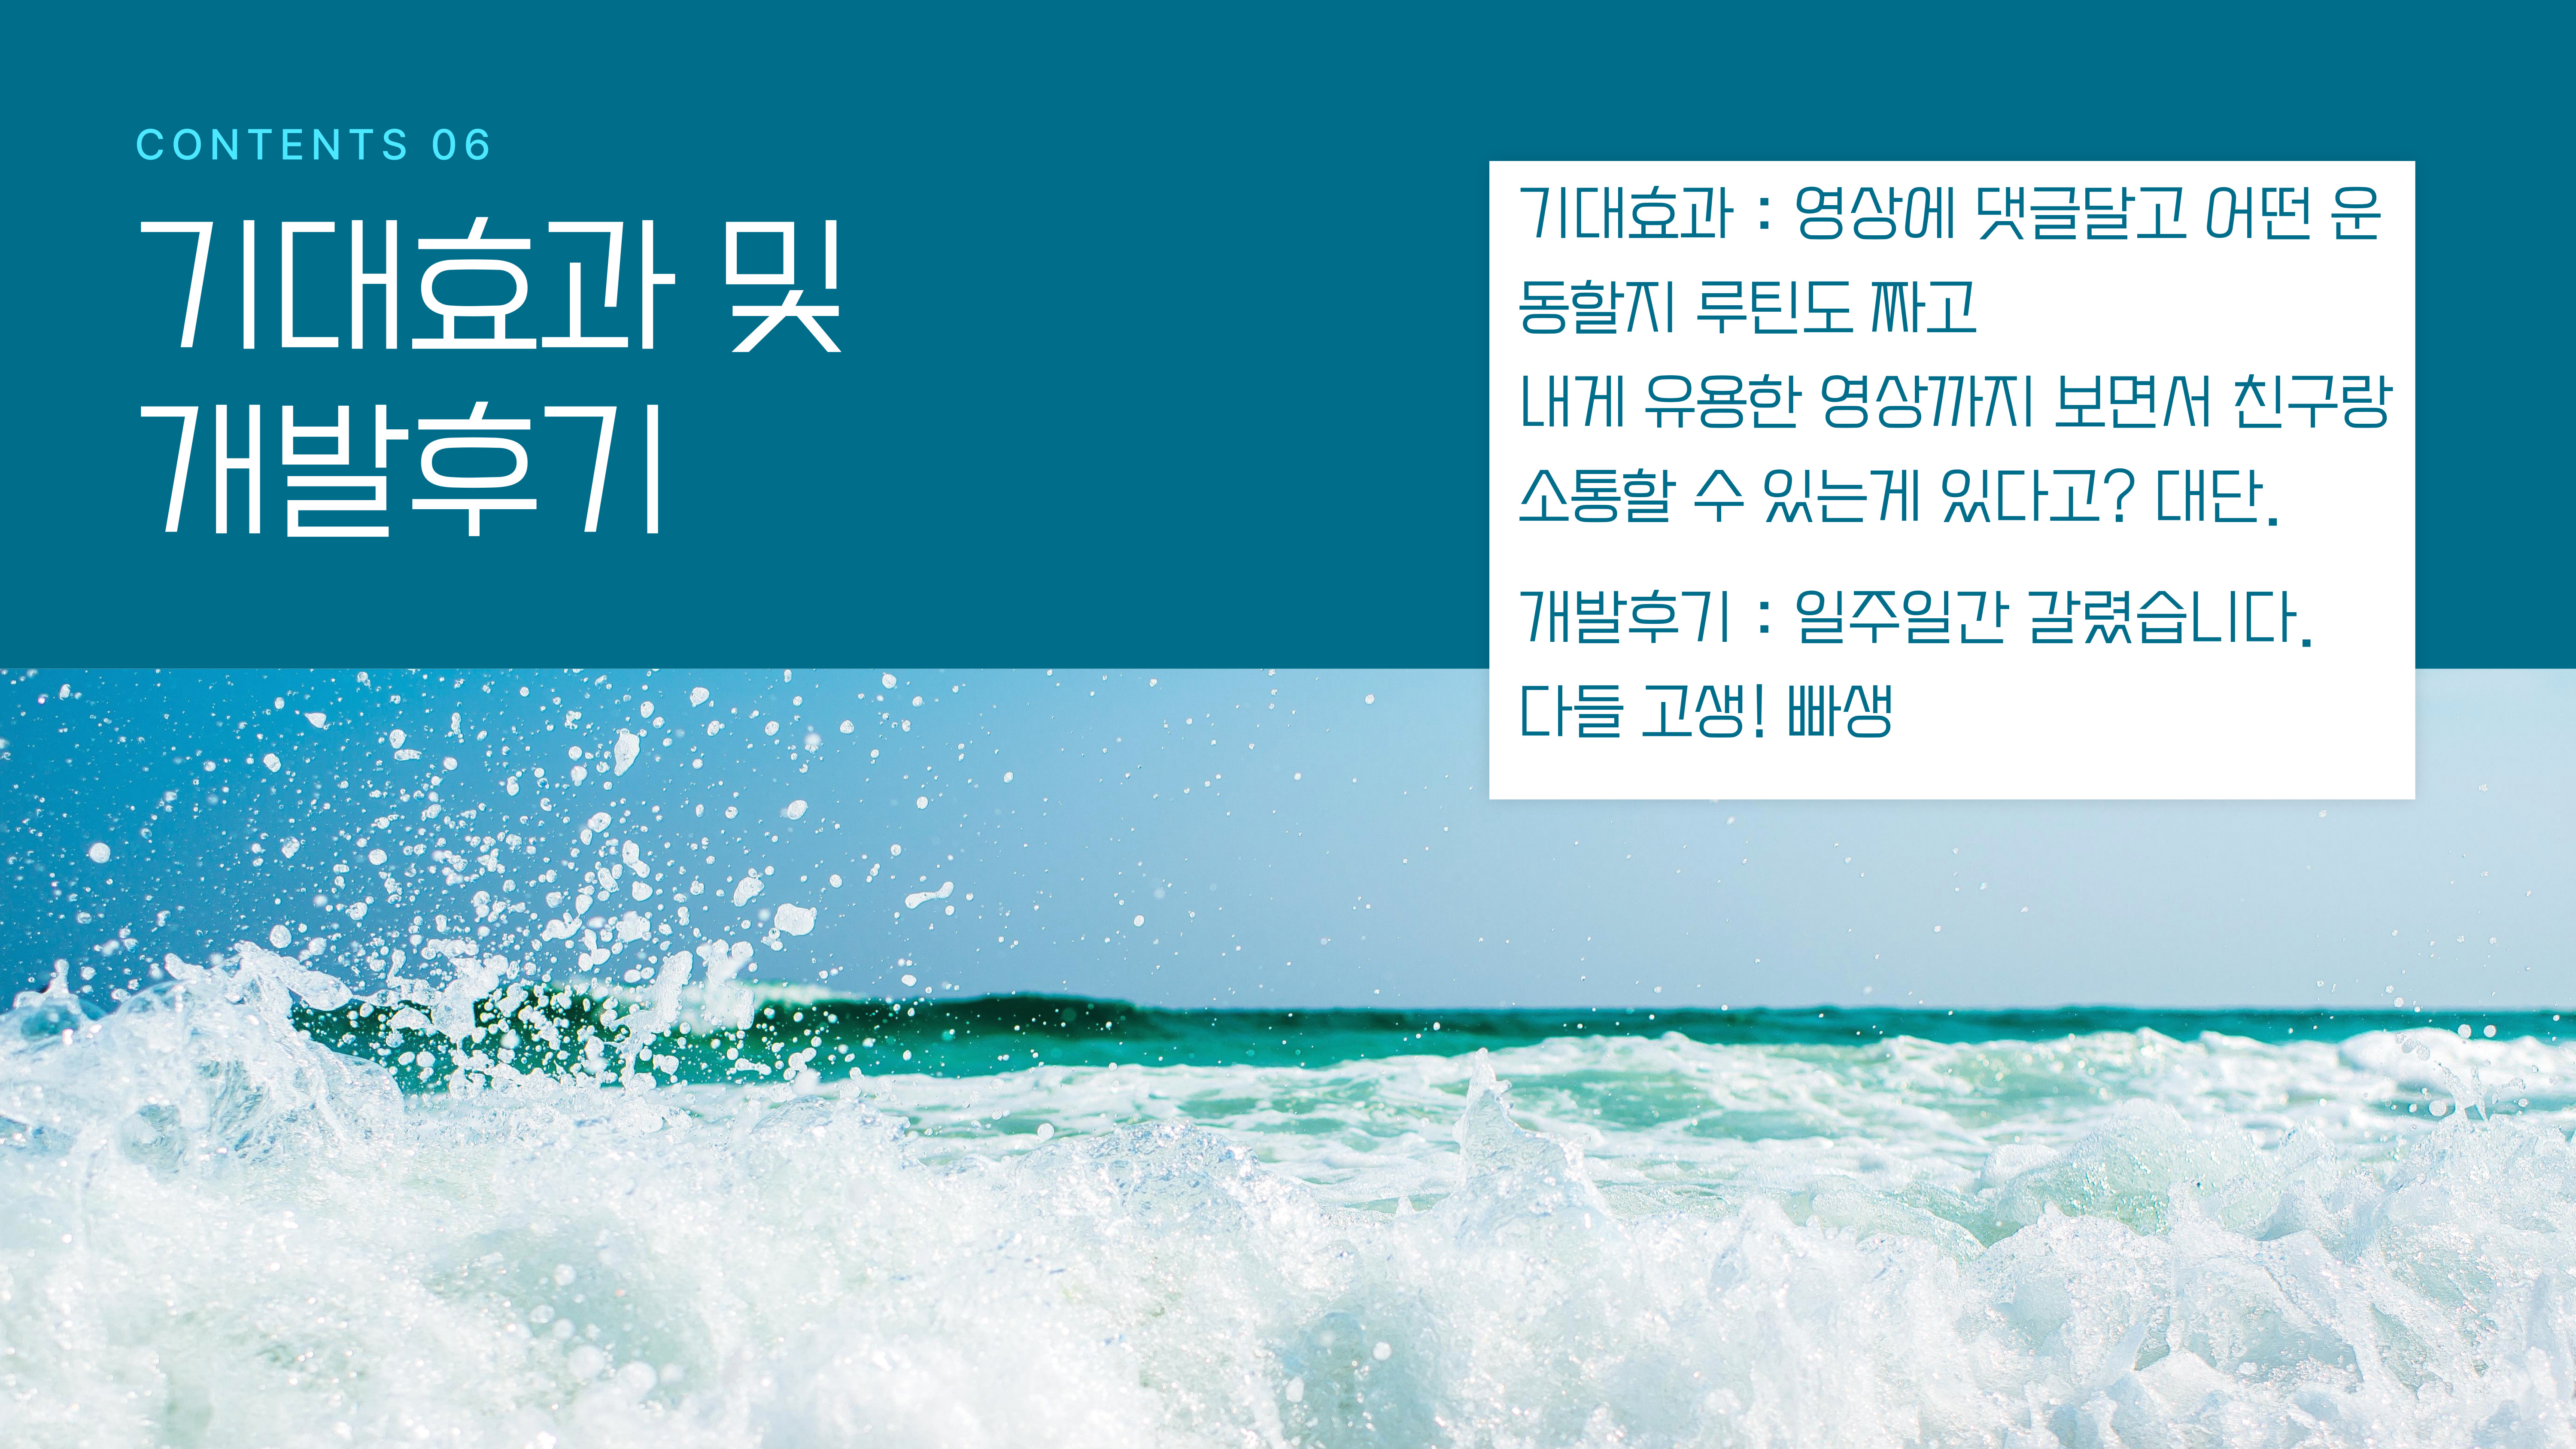 CONTENTS 06
기대효과 및
개발후기
기대효과 : 영상에 댓글달고 어떤 운
동할지 루틴도 짜고
내게 유용한 영상까지 보면서 친구랑
소통할 수 있는게 있다고? 대단.
개발후기 : 일주일간 갈렸습니다.
다들 고생! 빠생